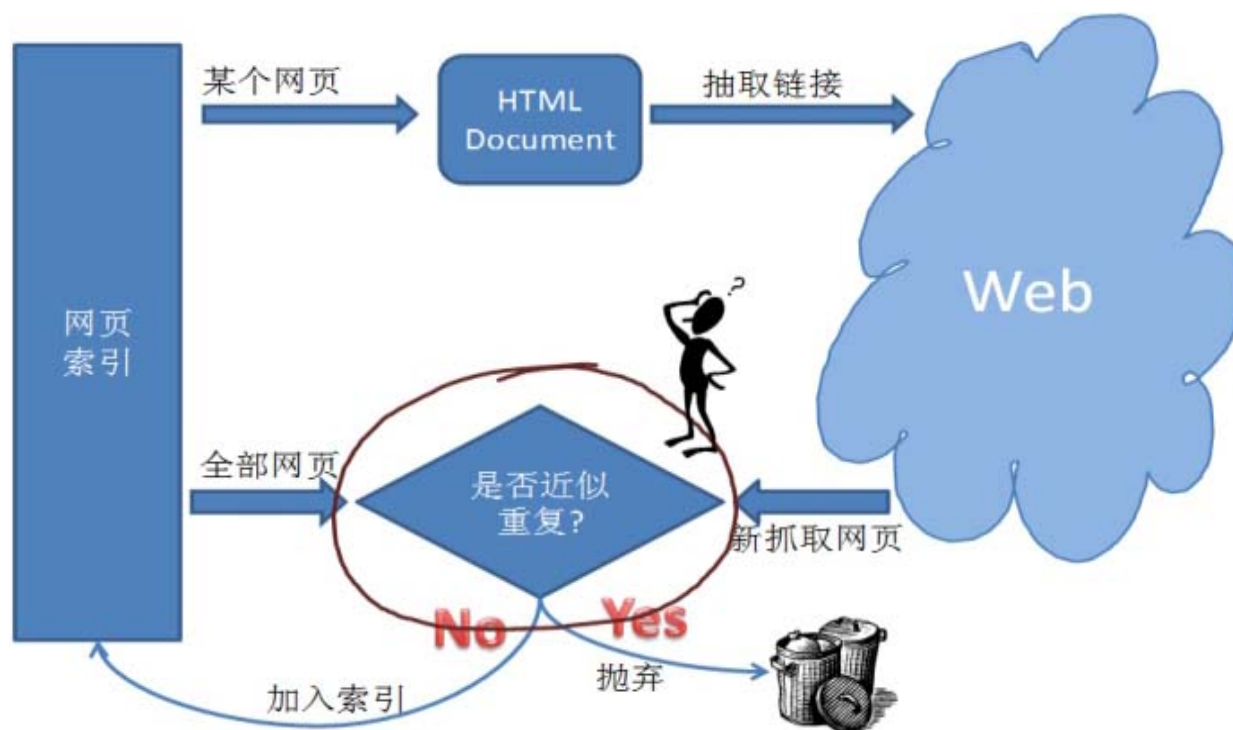 某个网页
HTML
Document
抽取链接
Web
网页
索引
?
全部网页
是否近似
重复?
新抓取网页
No
Yes
抛弃
加入索引